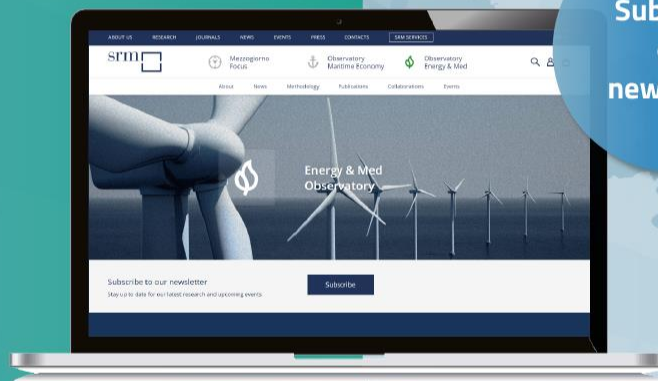 Sub
new
ABOUT US RESEARCH JOURNALS NEWS EVENTS PRESS CONTACTS SRM SERVICES
srm
Mezzogiorno
Focus
Observatory
Maritime Economy
Observatory
Energy & Med
About News Methodology Publications Collaborations Events
Energy & Med
Observatory
Subscribe to our newsletter
Stay up to date for our latest research and upcoming events
Subscribe